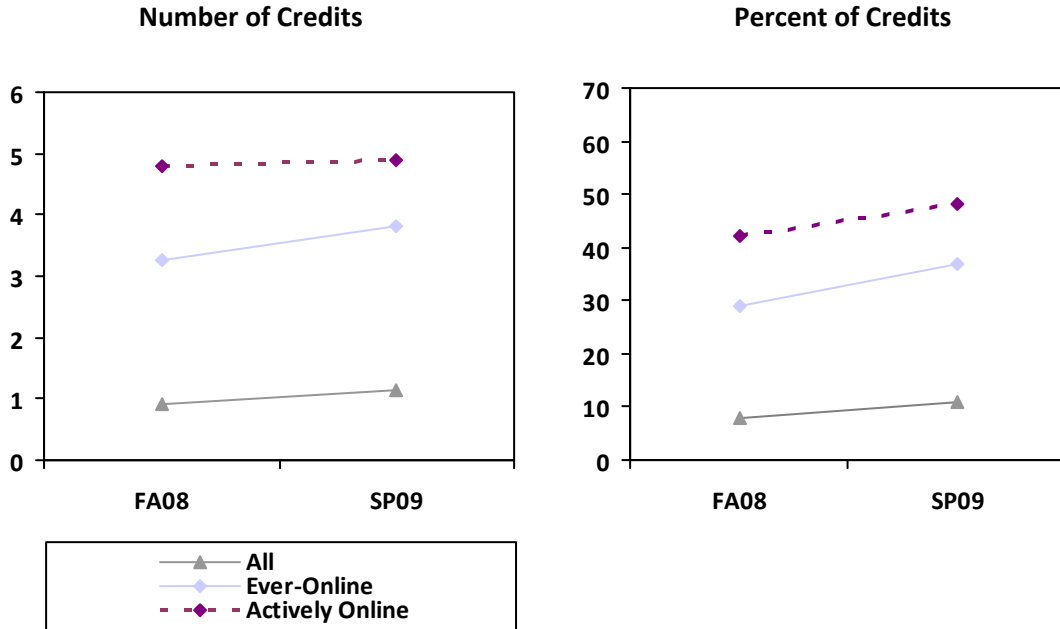 Number of Credits
6
5
4
3
2
1
0
FA08 SP09
Percent of Credits
70
60
50
40
30
20
10
0
FA08 SP09
All
Ever-Online
Actively Online